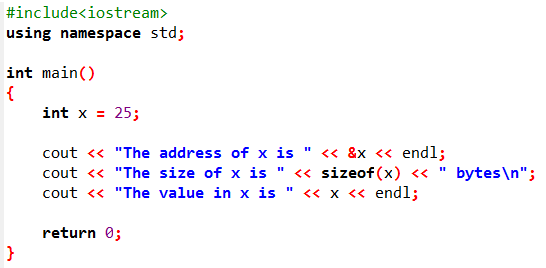 #include<iostream>
using namespace std;
int main()
{
int x = 25;
cout << "The address of x is " << &x << endl;
cout << "The size of x is " << sizeof(x) << " bytes\n";
cout << "The value in x is " << x << endl;
return 0;
}